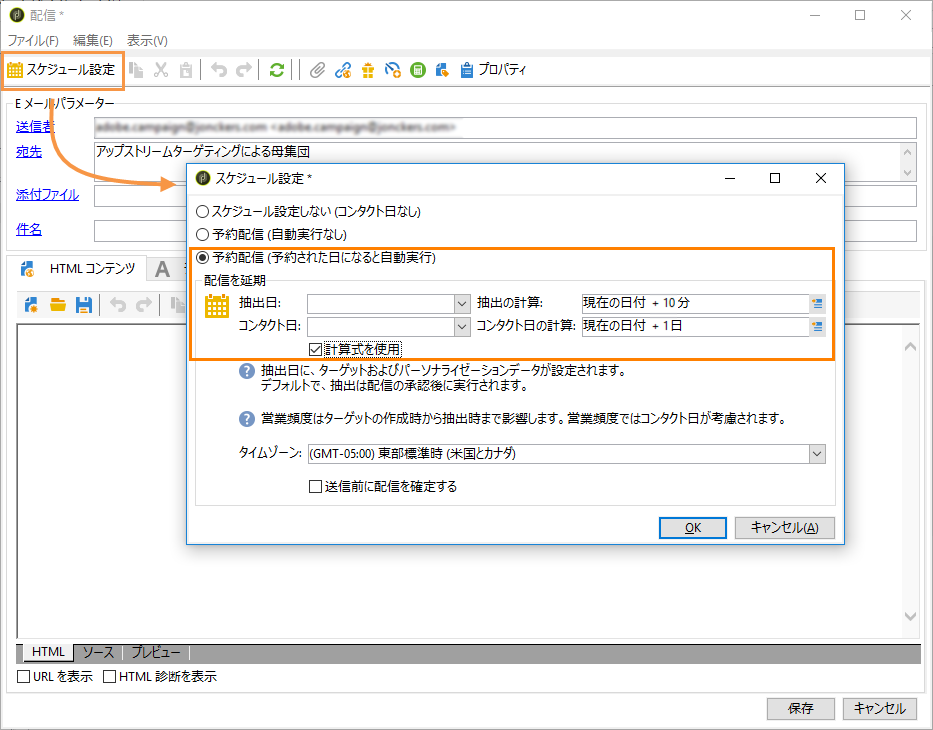 配信 *
ファイル(F) 編集(E) 表示(V)
スケジュール設定 プロパティ
E メールパラメーター
送信者
宛先 アップストリームターゲティングによる母集団
添付ファイル
件名
HTML コンテンツ A
スケジュール設定 *
スケジュール設定しない (コンタクト日なし)
予約配信 (自動実行なし)
予約配信 (予約された日になると自動実行)
配信を延期
抽出日: 抽出の計算: 現在の日付 + 10 分
コンタクト日: コンタクト日の計算: 現在の日付 + 1日
計算式を使用
抽出日に、ターゲットおよびパーソナライゼーションデータが設定されます。
デフォルトで、抽出は配信の承認後に実行されます。
営業頻度はターゲットの作成時から抽出時まで影響します。営業頻度ではコンタクト日が考慮されます。
タイムゾーン: (GMT-05:00) 東部標準時 (米国とカナダ)
送信前に配信を確定する
OK キャンセル(A)
HTML ソース プレビュー
URL を表示 HTML 診断を表示
保存 キャンセル